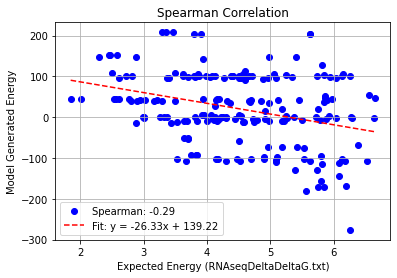 Spearman Correlation
Model Generated Energy
200
100
0
−100
−200
−300
Spearman: -0.29
Fit: y = -26.33x + 139.22
2 3 4 5 6
Expected Energy (RNAseqDeltaDeltaG.txt)